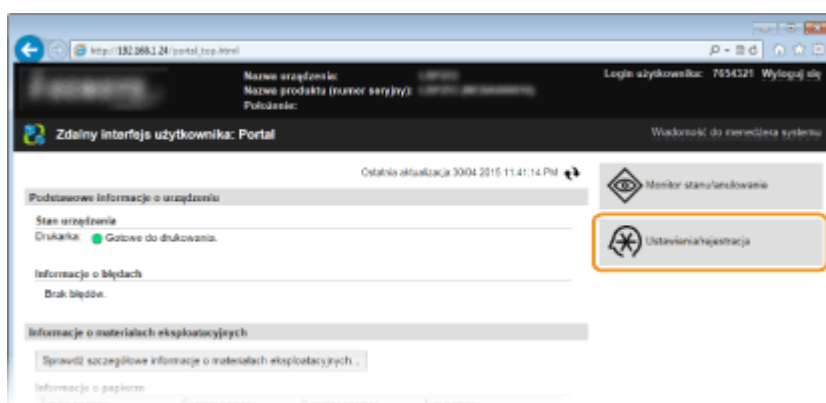 http://192.168.1.24/portal_top.html
Nazwa urządzenia:
Nazwa produktu (numer seryjny):
Położenie:
Login użytkownika: 7654321 Wyloguj się
Zdalny interfejs użytkownika: Portal
Wiadomość do menedżera systemu
Ostatnia aktualizacja 30/04 2015 11:41:14 PM
Podstawowe informacje o urządzeniu
Stan urządzenia
Drukarka: Gotowe do drukowania.
Informacje o błędach
Brak błędów.
Informacje o materiałach eksploatacyjnych
Sprawdź szczegółowe informacje o materiałach eksploatacyjnych...
Informacje o papierze
Monitor stanu/anulowanie
Ustawienia/rejestracja